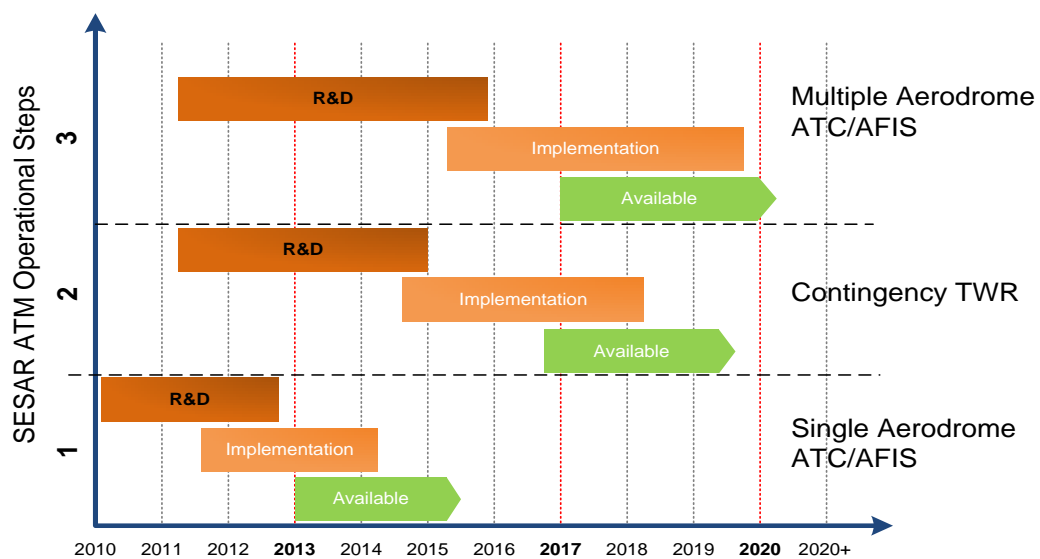 SESAR ATM Operational Steps
3
R&D
Implementation
Available
Multiple Aerodrome
ATC/AFIS
2
R&D
Implementation
Available
Contingency TWR
1
R&D
Implementation
Available
Single Aerodrome
ATC/AFIS
2010 2011 2012 2013 2014 2015 2016 2017 2018 2019 2020 2020+